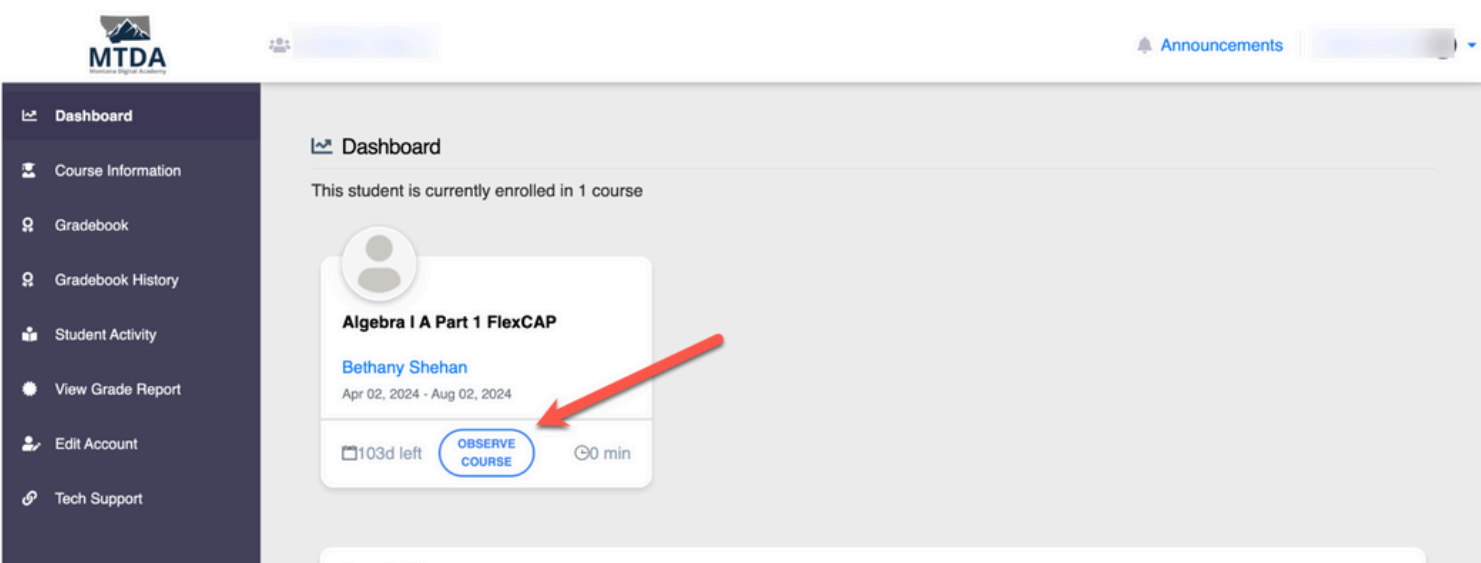 MTDA
Montana Digital Academy
Announcements
Dashboard
Course Information
Gradebook
Gradebook History
Student Activity
View Grade Report
Edit Account
Tech Support
Dashboard
This student is currently enrolled in 1 course
Algebra I A Part 1 FlexCAP
Bethany Shehan
Apr 02, 2024 - Aug 02, 2024
103d left
OBSERVE
COURSE
0 min